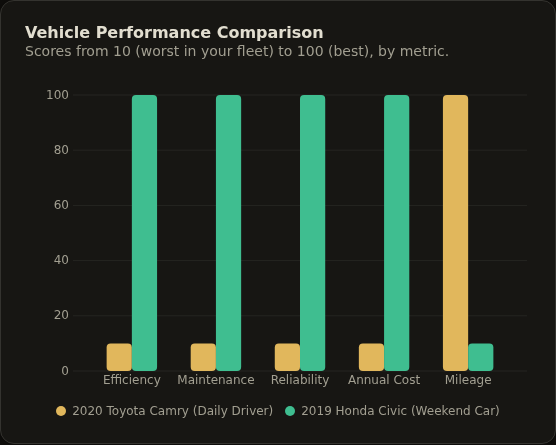 Vehicle Performance Comparison
Scores from 10 (worst in your fleet) to 100 (best), by metric.
100
80
60
40
20
0
Efficiency Maintenance Reliability Annual Cost Mileage
2020 Toyota Camry (Daily Driver) 2019 Honda Civic (Weekend Car)